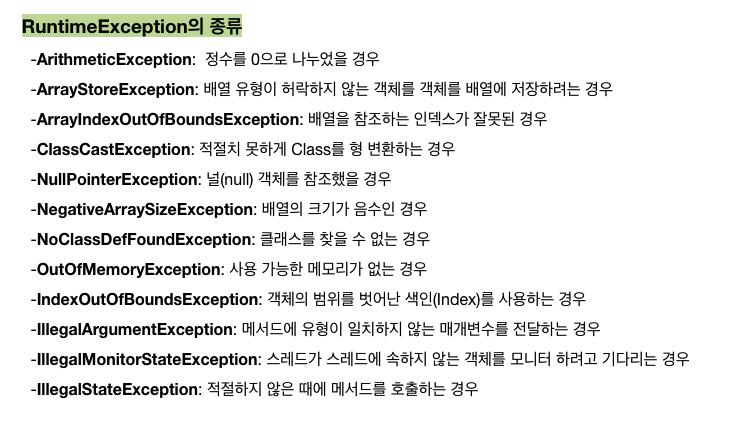 RuntimeException의 종류
-ArithmeticException: 정수를 0으로 나누었을 경우
-ArrayStoreException: 배열 유형이 허락하지 않는 객체를 객체를 배열에 저장하려는 경우
-ArrayIndexOutOfBoundsException: 배열을 참조하는 인덱스가 잘못된 경우
-ClassCastException: 적절치 못하게 Class를 형 변환하는 경우
-NullPointerException: 널(null) 객체를 참조했을 경우
-NegativeArraySizeException: 배열의 크기가 음수인 경우
-NoClassDefFoundException: 클래스를 찾을 수 없는 경우
-OutOfMemoryException: 사용 가능한 메모리가 없는 경우
-IndexOutOfBoundsException: 객체의 범위를 벗어난 색인(Index)를 사용하는 경우
-IllegalArgumentException: 메서드에 유형이 일치하지 않는 매개변수를 전달하는 경우
-IllegalMonitorStateException: 스레드가 스레드에 속하지 않는 객체를 모니터 하려고 기다리는 경우
-IllegalStateException: 적절하지 않은 때에 메서드를 호출하는 경우